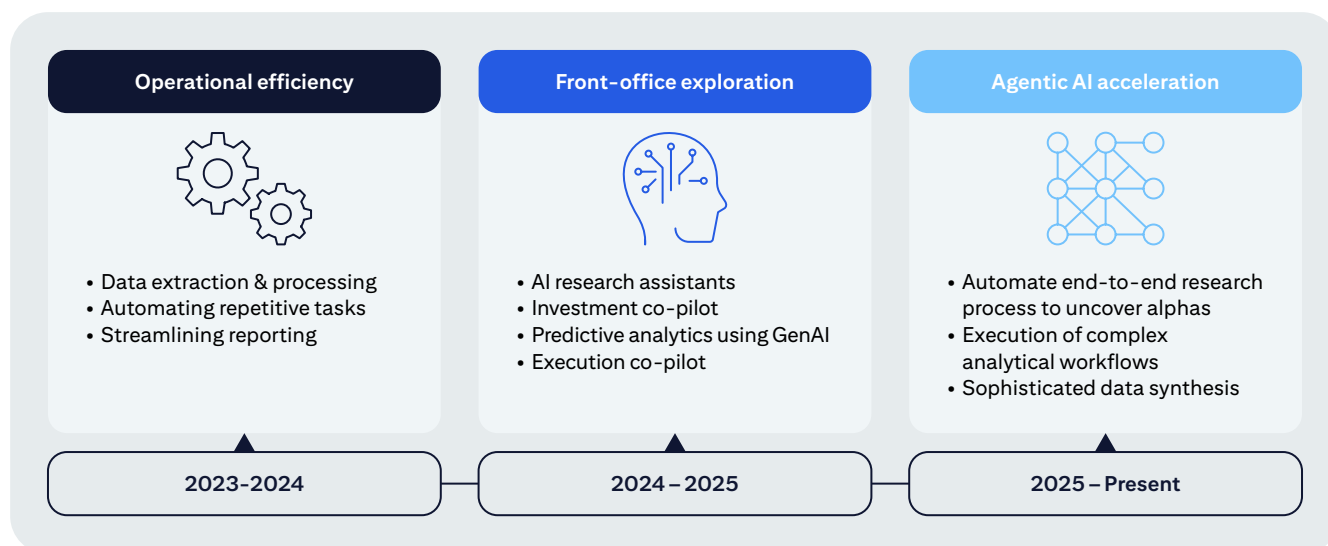 Operational efficiency
• Data extraction & processing
• Automating repetitive tasks
• Streamlining reporting
2023-2024
Front-office exploration
• AI research assistants
• Investment co-pilot
• Predictive analytics using GenAI
• Execution co-pilot
2024 – 2025
Agentic AI acceleration
• Automate end-to-end research
process to uncover alphas
• Execution of complex
analytical workflows
• Sophisticated data synthesis
2025 – Present